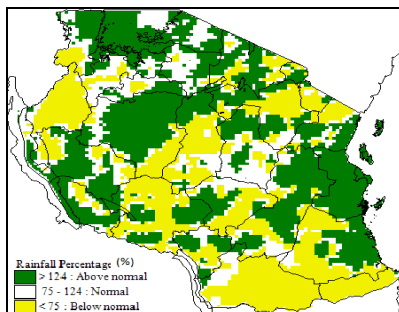 Rainfall Percentage (%)
> 124 : Above normal
75 - 124 : Normal
< 75 : Below normal